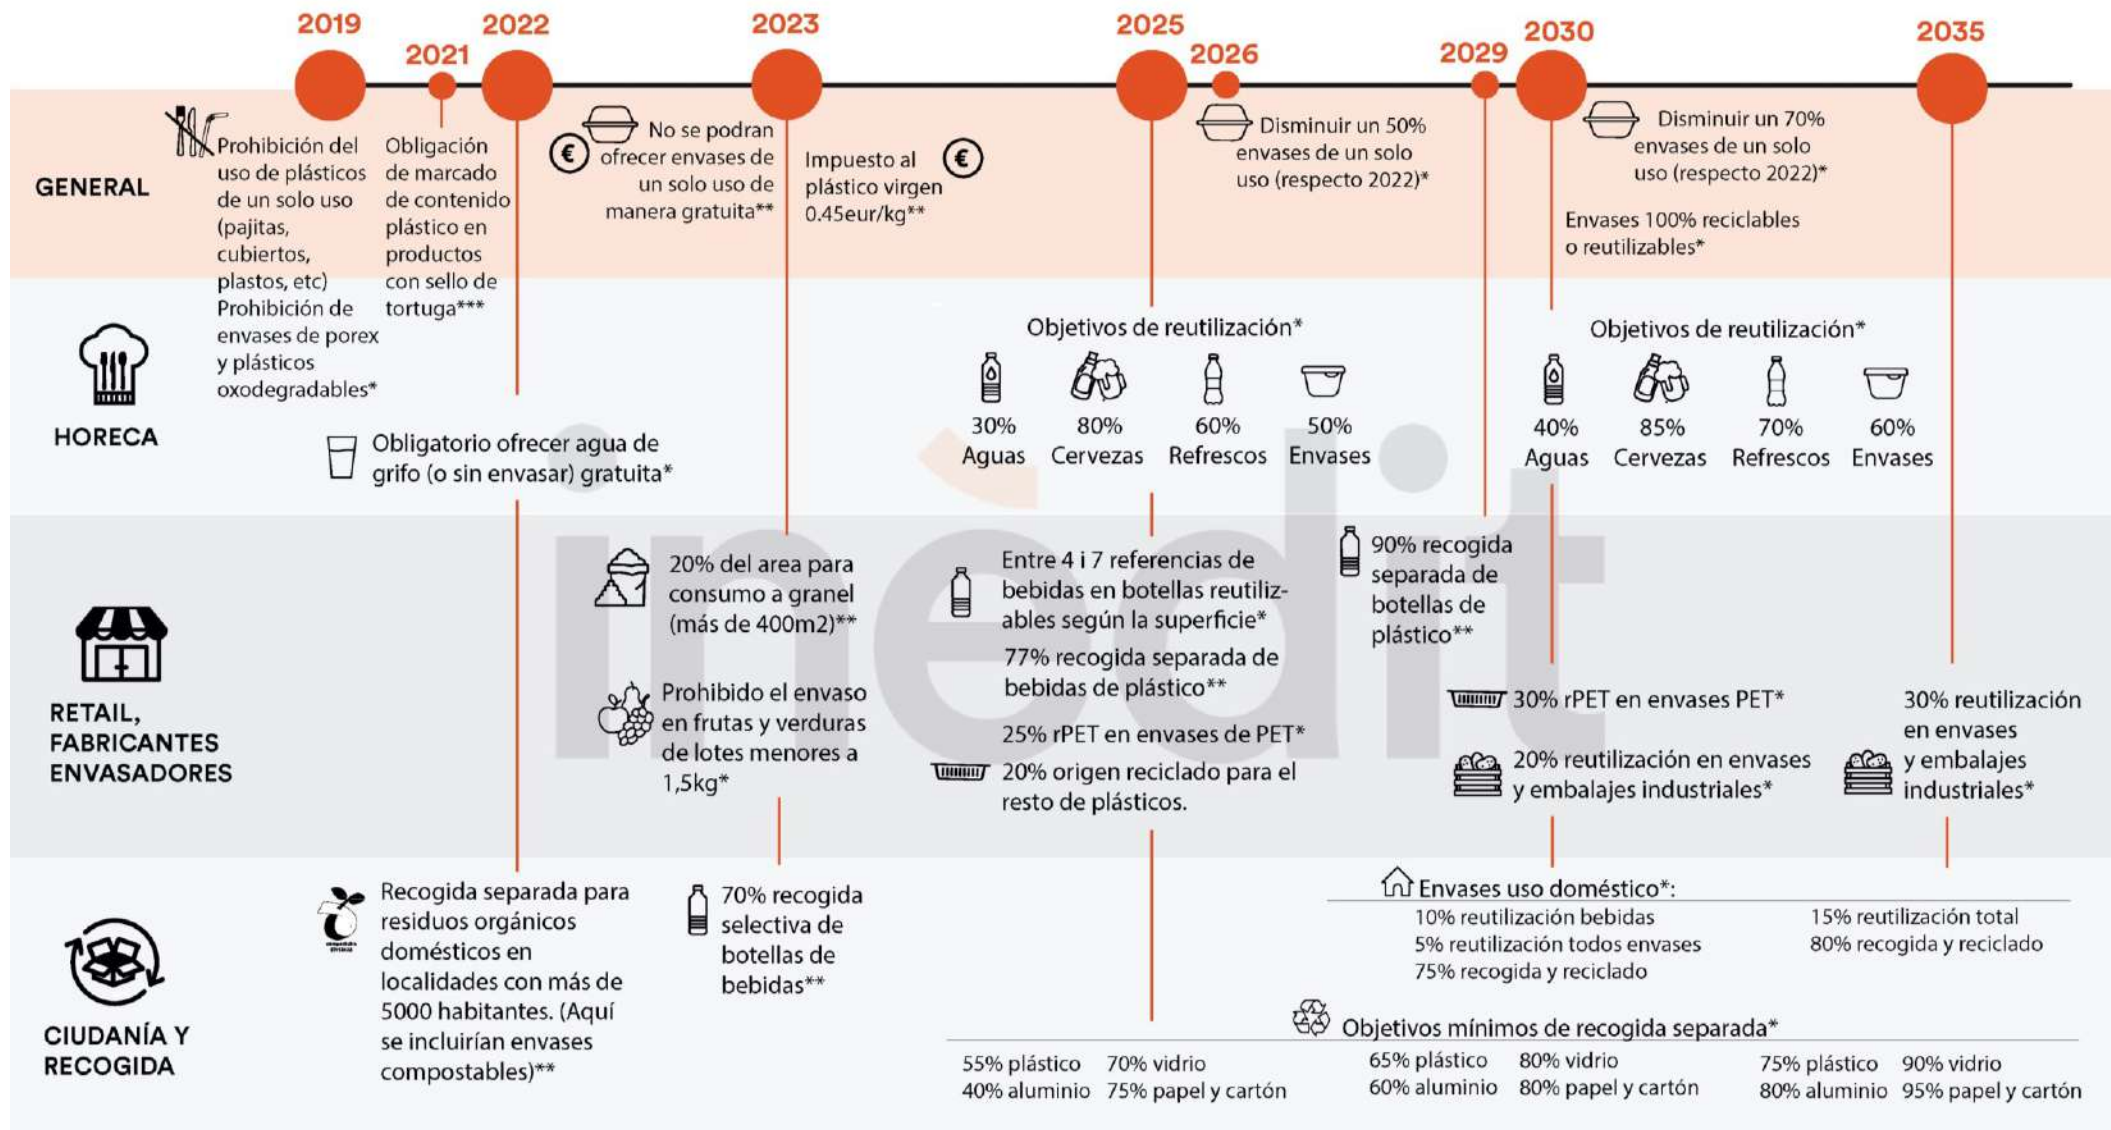 2019
2021
2022
2023
2025
2026
2029
2030
2035
GENERAL
Prohibición del
uso de plásticos
de un solo uso
(pajitas,
cubiertos,
plastos, etc)
Prohibición de
envases de porex
y plásticos
oxodegradables*
Obligación
de marcado
de contenido
plástico en
productos
con sello de
tortuga***
€
No se podran
ofrecer envases de
un solo uso de
manera gratuita**
Impuesto al
plástico virgen
0.45eur/kg**
€
Disminuir un 50%
envases de un solo
uso (respecto 2022)*
Disminuir un 70%
envases de un solo
uso (respecto 2022)*
Envases 100% reciclables
o reutilizables*
HORECA
Obligatorio ofrecer agua de
grifo (o sin envasar) gratuita*
Objetivos de reutilización*
30% 80% 60% 50%
Aguas Cervezas Refrescos Envases
Objetivos de reutilización*
40% 85% 70% 60%
Aguas Cervezas Refrescos Envases
inèdit
RETAIL,
FABRICANTES
ENVASADORES
20% del area para
consumo a granel
(más de 400m2)**
Prohibido el envaso
en frutas y verduras
de lotes menores a
1,5kg*
Entre 4 i 7 referencias de
bebidas en botellas reutiliz-
ables según la superficie*
77% recogida separada de
bebidas de plástico**
25% rPET en envases de PET*
20% origen reciclado para el
resto de plásticos.
90% recogida
separada de
botellas de
plástico**
30% rPET en envases PET*
20% reutilización en envases
y embalajes industriales*
30% reutilización
en envases
y embalajes
industriales*
CIUDANÍA Y
RECOGIDA
Recogida separada para
residuos orgánicos
domésticos en
localidades con más de
5000 habitantes. (Aquí
se incluirían envases
compostables)**
70% recogida
selectiva de
botellas de
bebidas**
Envases uso doméstico*:
10% reutilización bebidas
5% reutilización todos envases
75% recogida y reciclado
15% reutilización total
80% recogida y reciclado
Objetivos mínimos de recogida separada*
55% plástico 70% vidrio
40% aluminio 75% papel y cartón
65% plástico 80% vidrio
60% aluminio 80% papel y cartón
75% plástico 90% vidrio
80% aluminio 95% papel y cartón